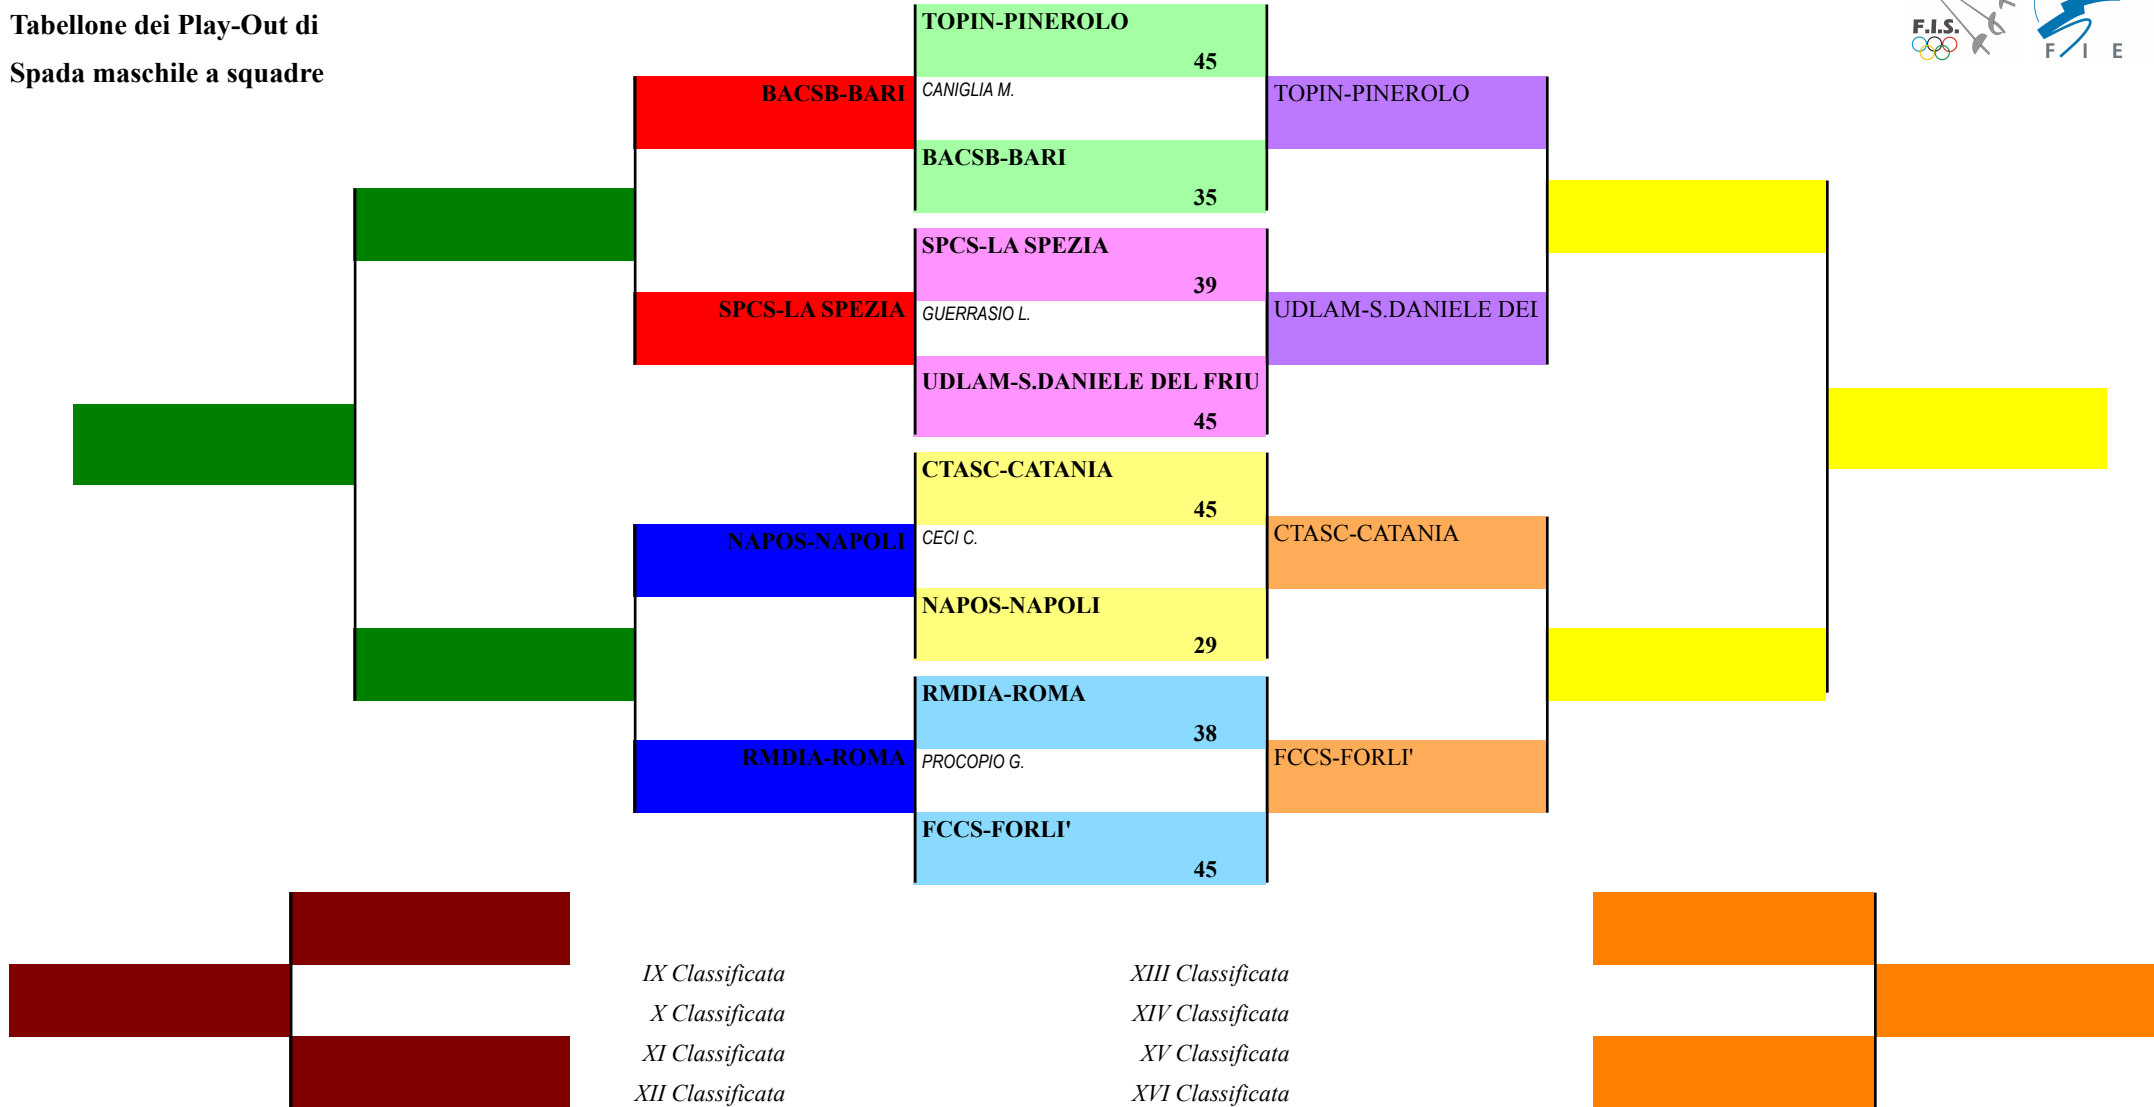 Tabellone dei Play-Out di
Spada maschile a squadre
F.I.S.
F I E
TOPIN-PINEROLO
45
BACSB-BARI
CANIGLIA M.
TOPIN-PINEROLO
BACSB-BARI
35
SPCS-LA SPEZIA
39
SPCS-LA SPEZIA
GUERRASIO L.
UDLAM-S.DANIELE DEL
UDLAM-S.DANIELE DEL FRIU
45
CTASC-CATANIA
45
NAPOS-NAPOLI
CECI C.
CTASC-CATANIA
NAPOS-NAPOLI
29
RMDIA-ROMA
38
RMDIA-ROMA
PROCOPIO G.
FCCS-FORLI'
FCCS-FORLI'
45
IX Classificata
XIII Classificata
X Classificata
XIV Classificata
XI Classificata
XV Classificata
XII Classificata
XVI Classificata